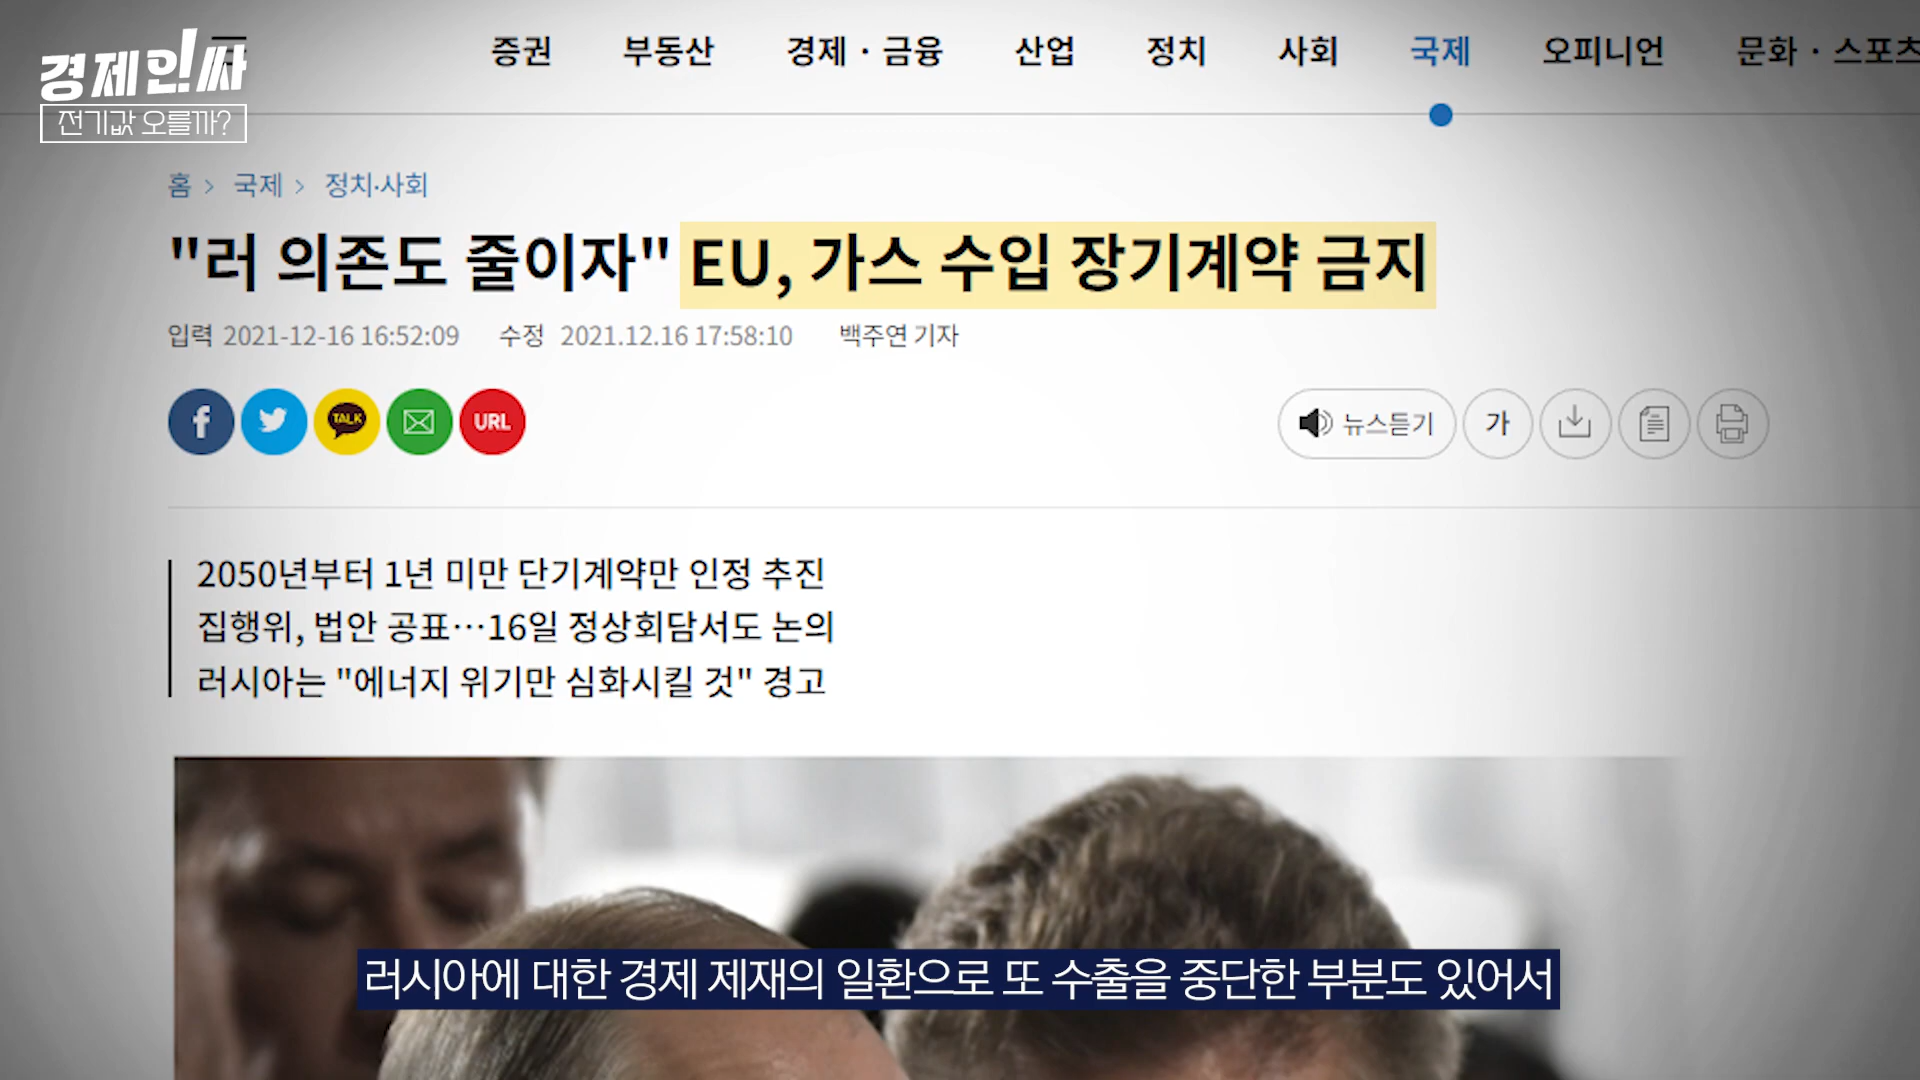 경제인싸
전기값 오를까?
증권 부동산 경제 · 금융 산업 정치 사회 국제 오피니언 문화 · 스포츠
홈 > 국제 > 정치·사회
"러 의존도 줄이자" EU, 가스 수입 장기계약 금지
입력 2021-12-16 16:52:09 수정 2021.12.16 17:58:10 백주연 기자
f TALK URL 뉴스듣기 가
2050년부터 1년 미만 단기계약만 인정 추진
집행위, 법안 공표…16일 정상회담서도 논의
러시아는 "에너지 위기만 심화시킬 것" 경고
러시아에 대한 경제 제재의 일환으로 또 수출을 중단한 부분도 있어서